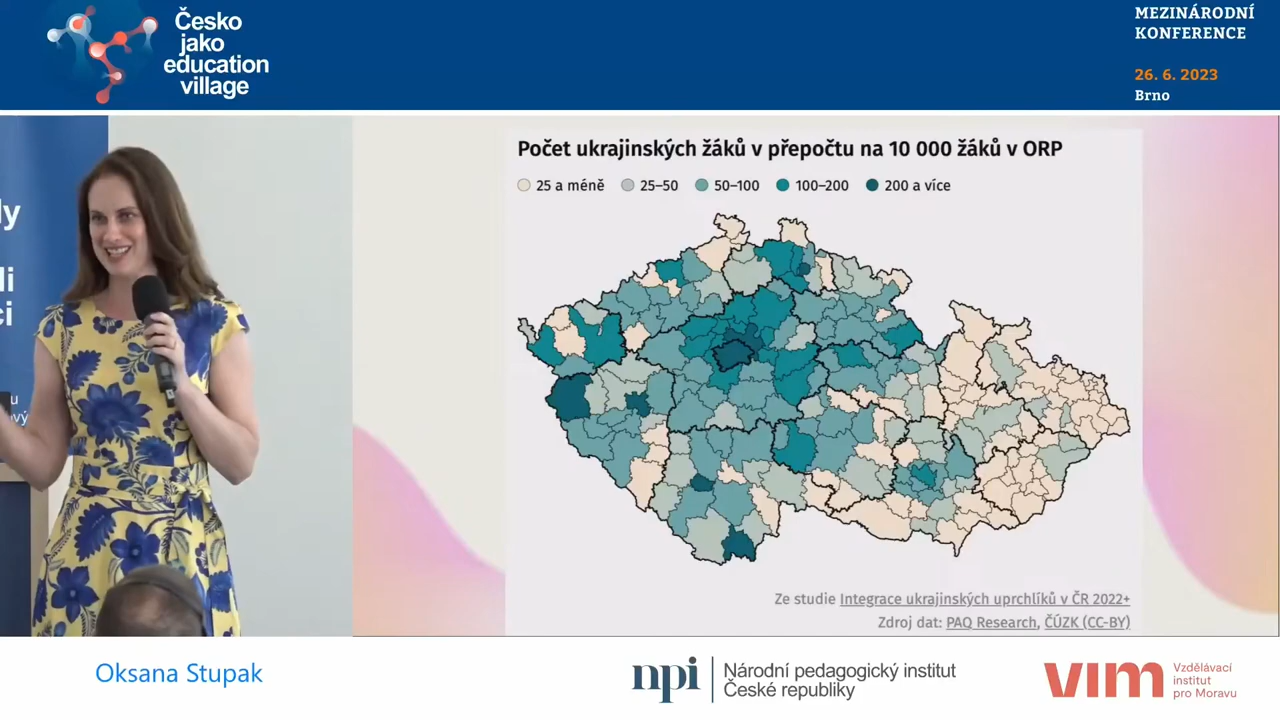 Česko
jako
education
village
MEZINÁRODNÍ
KONFERENCE
26. 6. 2023
Brno
Počet ukrajinských žáků v přepočtu na 10 000 žáků v ORP
25 a méně 25–50 50–100 100–200 200 a více
Ze studie Integrace ukrajinských uprchlíků v ČR 2022+
Zdroj dat: PAQ Research, ČÚZK (CC-BY)
Oksana Stupak
npi Národní pedagogický institut
České republiky
vim Vzdělávací
institut
pro Moravu